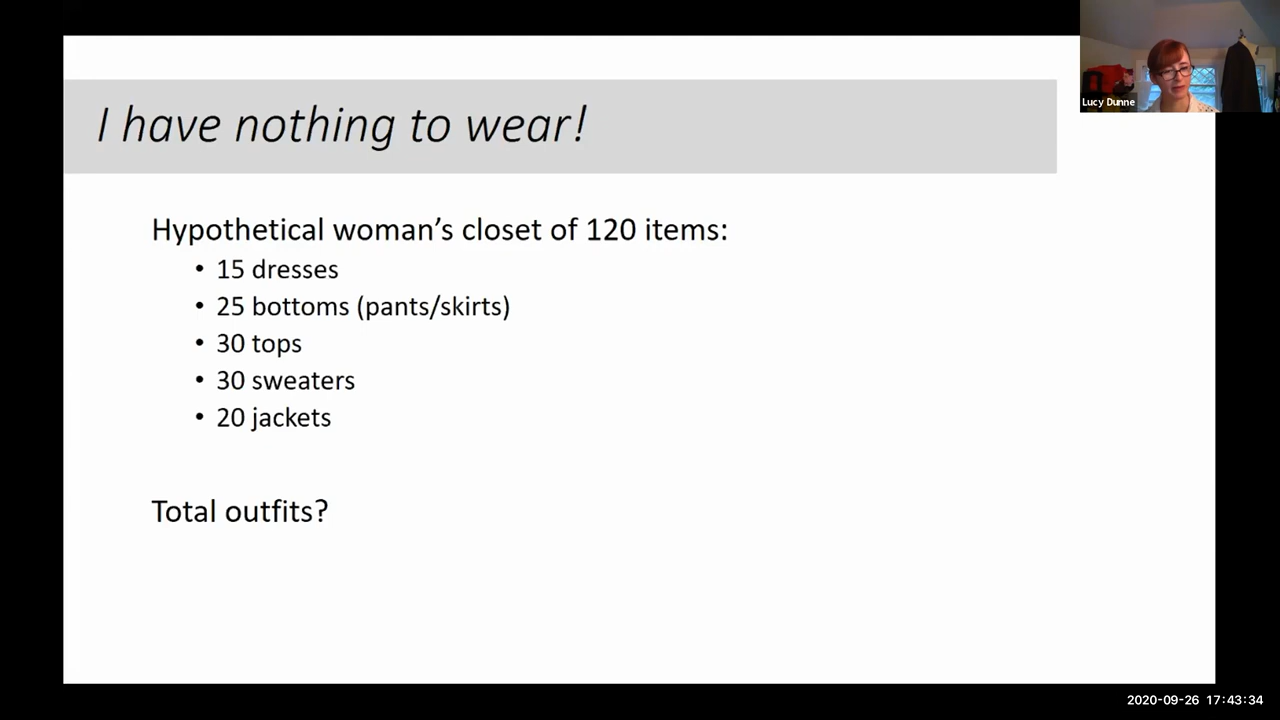 I have nothing to wear!
Lucy Dunne
Hypothetical woman’s closet of 120 items:
• 15 dresses
• 25 bottoms (pants/skirts)
• 30 tops
• 30 sweaters
• 20 jackets
Total outfits?
2020-09-26 17:43:34